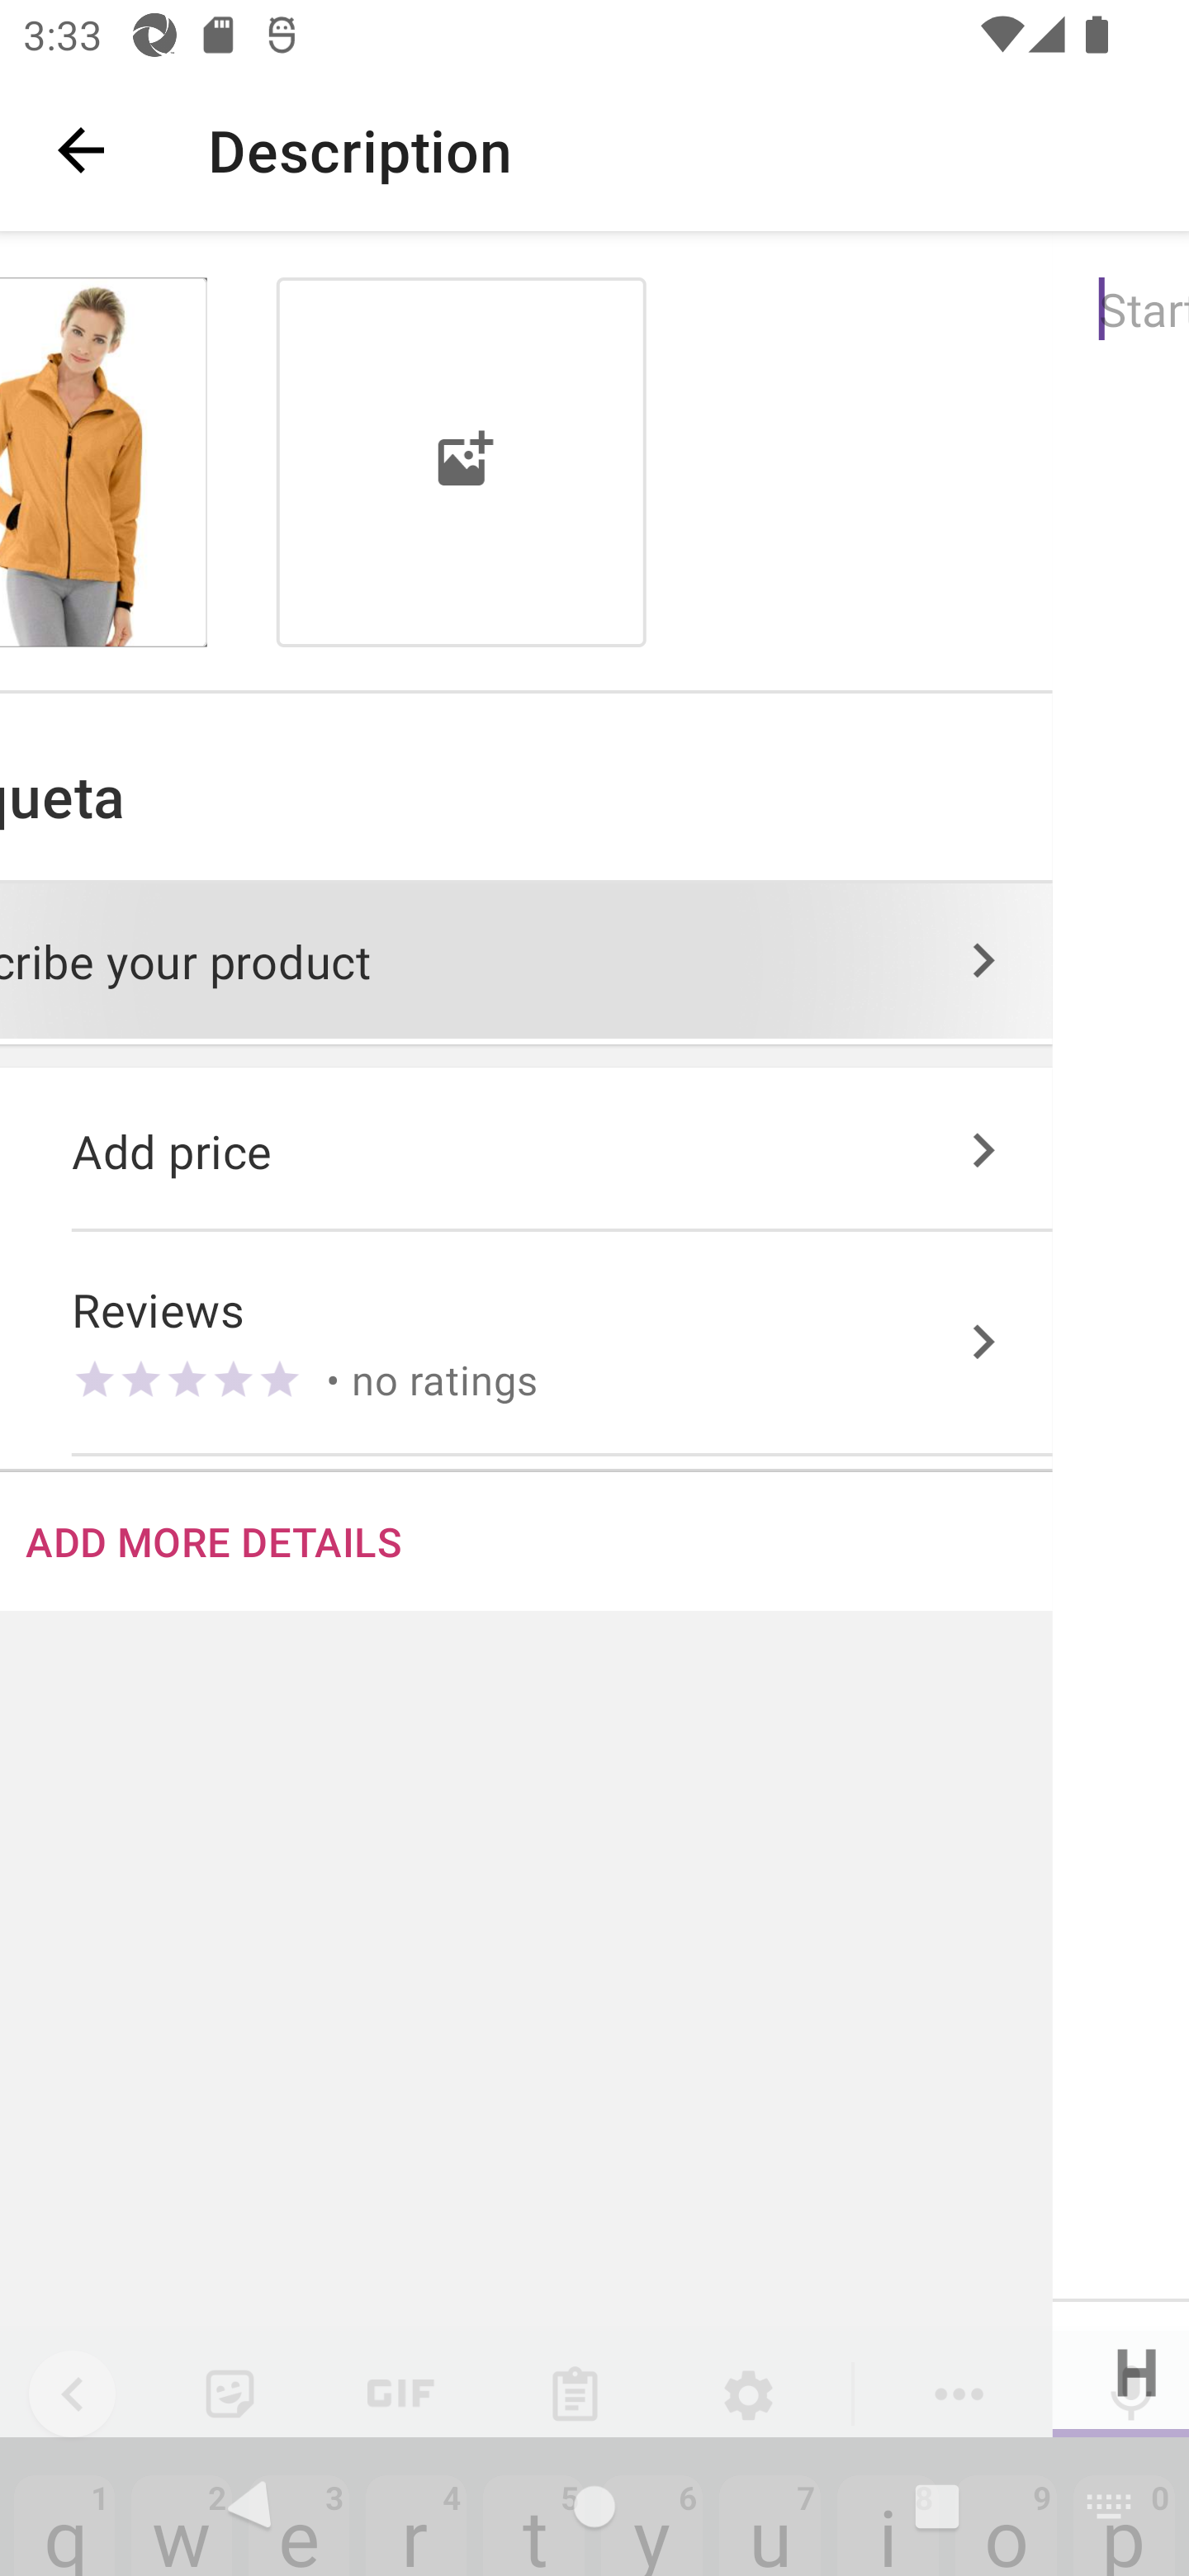 3:33
Description
Start
queta
cribe your product
Add price
Reviews
• no ratings
ADD MORE DETAILS
GIF
H
1 2 3 4 5 6 7 8 9 0
q w e r t y u i o p